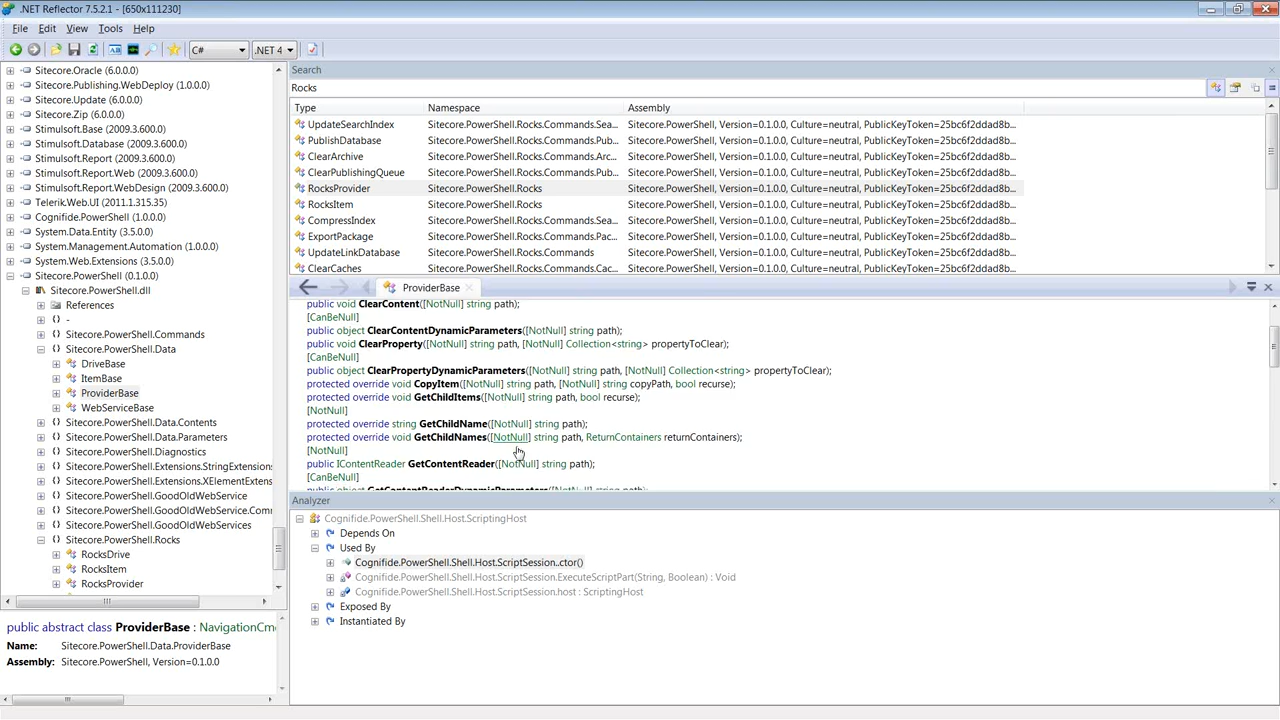 .NET Reflector 7.5.2.1 - [650x111230]
File Edit View Tools Help
C# .NET 4
Sitecore.Oracle (6.0.0.0)
Sitecore.Publishing.WebDeploy (1.0.0.0)
Sitecore.Update (6.0.0.0)
Sitecore.Zip (6.0.0.0)
Stimulsoft.Base (2009.3.600.0)
Stimulsoft.Database (2009.3.600.0)
Stimulsoft.Report (2009.3.600.0)
Stimulsoft.Report.Web (2009.3.600.0)
Stimulsoft.Report.WebDesign (2009.3.600.0)
Telerik.Web.UI (2011.1.315.35)
Cognifide.PowerShell (1.0.0.0)
System.Data.Entity (3.5.0.0)
System.Management.Automation (1.0.0.0)
System.Web.Extensions (3.5.0.0)
Sitecore.PowerShell (0.1.0.0)
Sitecore.PowerShell.dll
References
-
Sitecore.PowerShell.Commands
Sitecore.PowerShell.Data
DriveBase
ItemBase
ProviderBase
WebServiceBase
Sitecore.PowerShell.Data.Contents
Sitecore.PowerShell.Data.Parameters
Sitecore.PowerShell.Diagnostics
Sitecore.PowerShell.Extensions.StringExtensions
Sitecore.PowerShell.Extensions.XElementExtens
Sitecore.PowerShell.GoodOldWebService
Sitecore.PowerShell.GoodOldWebService.Comr
Sitecore.PowerShell.GoodOldWebServices
Sitecore.PowerShell.Rocks
RocksDrive
RocksItem
RocksProvider
public abstract class ProviderBase : NavigationCm
Name: Sitecore.PowerShell.Data.ProviderBase
Assembly: Sitecore.PowerShell, Version=0.1.0.0
Search
Rocks
Type Namespace Assembly
UpdateSearchIndex Sitecore.PowerShell.Rocks.Commands.Sea... Sitecore.PowerShell, Version=0.1.0.0, Culture=neutral, PublicKeyToken=25bc6f2ddad8b...
PublishDatabase Sitecore.PowerShell.Rocks.Commands.Pub... Sitecore.PowerShell, Version=0.1.0.0, Culture=neutral, PublicKeyToken=25bc6f2ddad8b...
ClearArchive Sitecore.PowerShell.Rocks.Commands.Arc... Sitecore.PowerShell, Version=0.1.0.0, Culture=neutral, PublicKeyToken=25bc6f2ddad8b...
ClearPublishingQueue Sitecore.PowerShell.Rocks.Commands.Pub... Sitecore.PowerShell, Version=0.1.0.0, Culture=neutral, PublicKeyToken=25bc6f2ddad8b...
RocksProvider Sitecore.PowerShell.Rocks Sitecore.PowerShell, Version=0.1.0.0, Culture=neutral, PublicKeyToken=25bc6f2ddad8b...
RocksItem Sitecore.PowerShell.Rocks Sitecore.PowerShell, Version=0.1.0.0, Culture=neutral, PublicKeyToken=25bc6f2ddad8b...
CompressIndex Sitecore.PowerShell.Rocks.Commands.Sea... Sitecore.PowerShell, Version=0.1.0.0, Culture=neutral, PublicKeyToken=25bc6f2ddad8b...
ExportPackage Sitecore.PowerShell.Rocks.Commands.Pac... Sitecore.PowerShell, Version=0.1.0.0, Culture=neutral, PublicKeyToken=25bc6f2ddad8b...
UpdateLinkDatabase Sitecore.PowerShell.Rocks.Commands Sitecore.PowerShell, Version=0.1.0.0, Culture=neutral, PublicKeyToken=25bc6f2ddad8b...
ClearCaches Sitecore.PowerShell.Rocks.Commands.Cac... Sitecore.PowerShell, Version=0.1.0.0, Culture=neutral, PublicKeyToken=25bc6f2ddad8b...
ProviderBase
public void ClearContent([NotNull] string path);
[CanBeNull]
public object ClearContentDynamicParameters([NotNull] string path);
public void ClearProperty([NotNull] string path, [NotNull] Collection<string> propertyToClear);
[CanBeNull]
public object ClearPropertyDynamicParameters([NotNull] string path, [NotNull] Collection<string> propertyToClear);
protected override void CopyItem([NotNull] string path, [NotNull] string copyPath, bool recurse);
protected override void GetChildItems([NotNull] string path, bool recurse);
[NotNull]
protected override string GetChildName([NotNull] string path);
protected override void GetChildNames([NotNull] string path, ReturnContainers returnContainers);
[NotNull]
public IContentReader GetContentReader([NotNull] string path);
[CanBeNull]
public object GetContentReaderDynamicParameters([NotNull] string path);
Analyzer
Cognifide.PowerShell.Shell.Host.ScriptingHost
Depends On
Used By
Cognifide.PowerShell.Shell.Host.ScriptSession..ctor()
Cognifide.PowerShell.Shell.Host.ScriptSession.ExecuteScriptPart(String, Boolean) : Void
Cognifide.PowerShell.Shell.Host.ScriptSession.host : ScriptingHost
Exposed By
Instantiated By